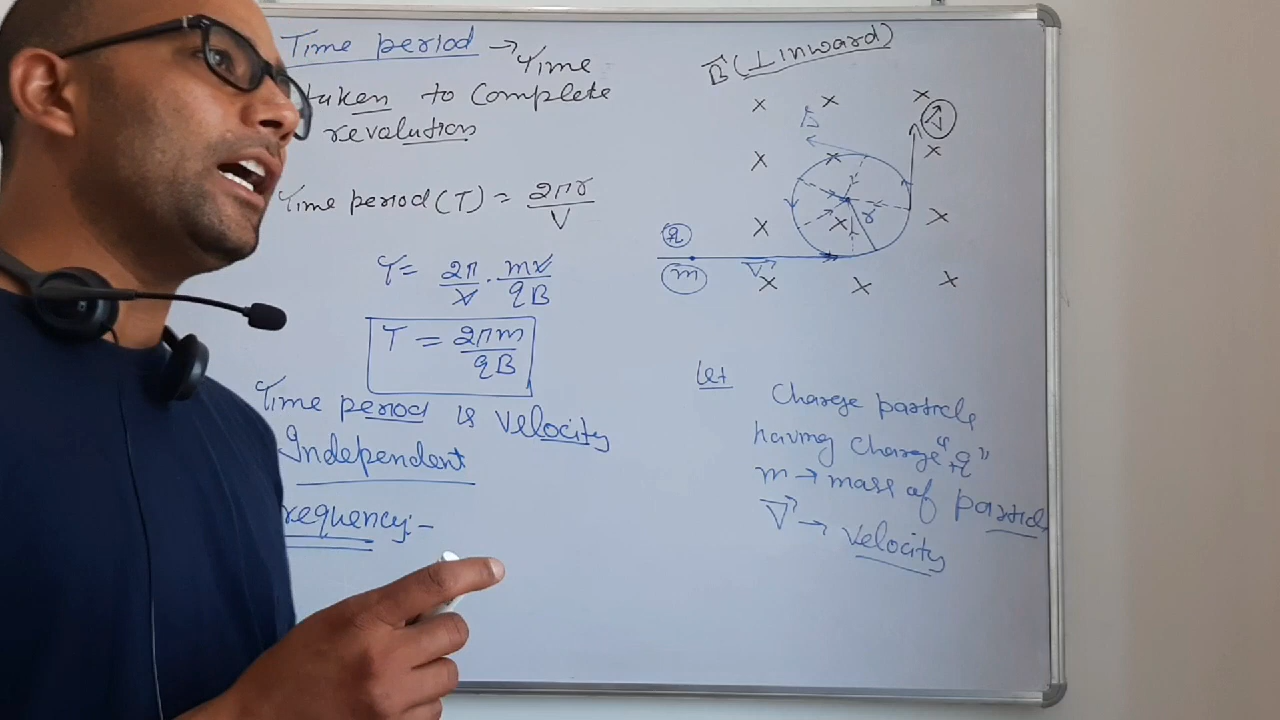 Time period → Time
taken to complete
revalution
Time period (T) = 2πr/V
T = 2π/v · mv/qB
T = 2πm/qB
Time period is velocity
Independent
requency:-
B⃗ (⊥ inward)
V⃗
r
q
m
V⃗
Let
Charge particle
having charge "+q"
m → mass of particle
V⃗ → Velocity